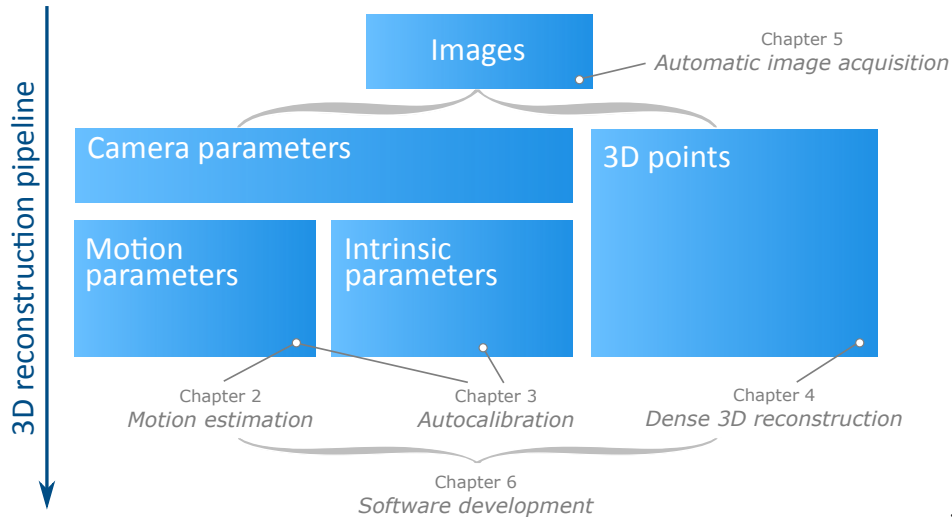 3D reconstruction pipeline
Images
Chapter 5
Automatic image acquisition
Camera parameters
3D points
Motion
parameters
Intrinsic
parameters
Chapter 2
Motion estimation
Chapter 3
Autocalibration
Chapter 4
Dense 3D reconstruction
Chapter 6
Software development
.